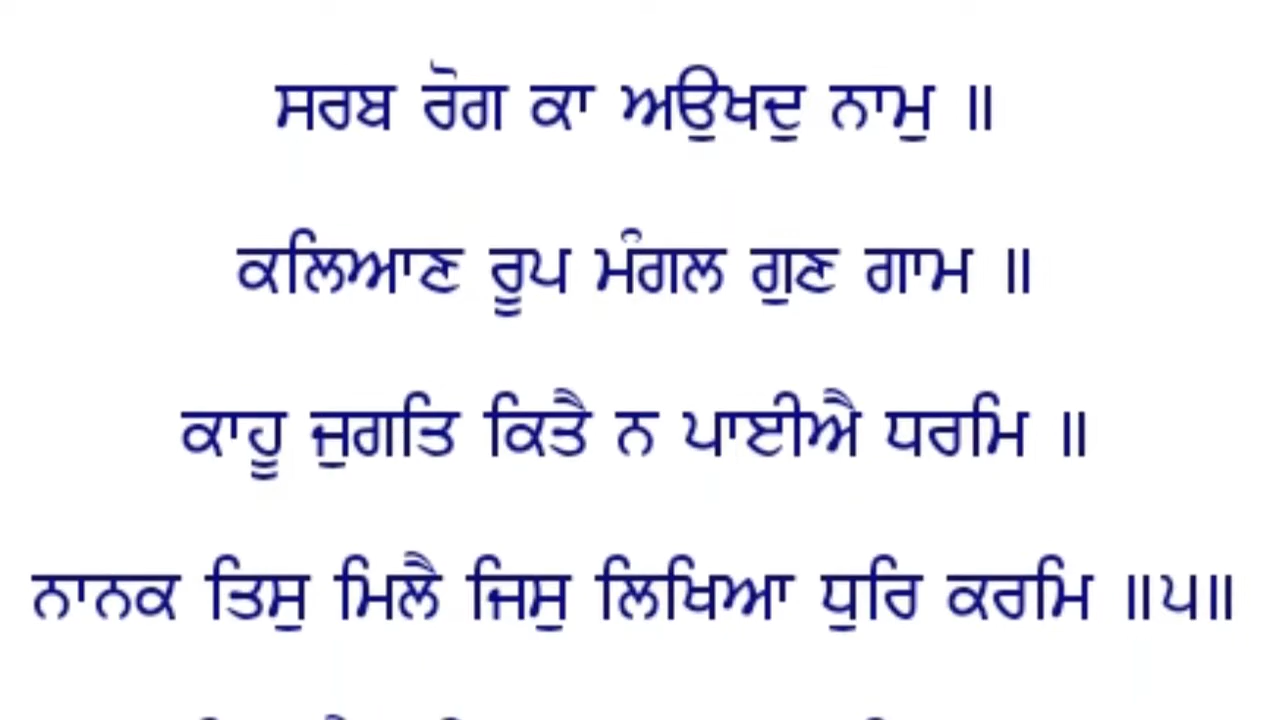 ਸਰਬ ਰੋਗ ਕਾ ਅਉਖਦੁ ਨਾਮੁ ॥
ਕਲਿਆਣ ਰੂਪ ਮੰਗਲ ਗੁਣ ਗਾਮ ॥
ਕਾਹੂ ਜੁਗਤਿ ਕਿਤੈ ਨ ਪਾਈਐ ਧਰਮਿ ॥
ਨਾਨਕ ਤਿਸੁ ਮਿਲੈ ਜਿਸੁ ਲਿਖਿਆ ਧੁਰਿ ਕਰਮਿ ॥੫॥